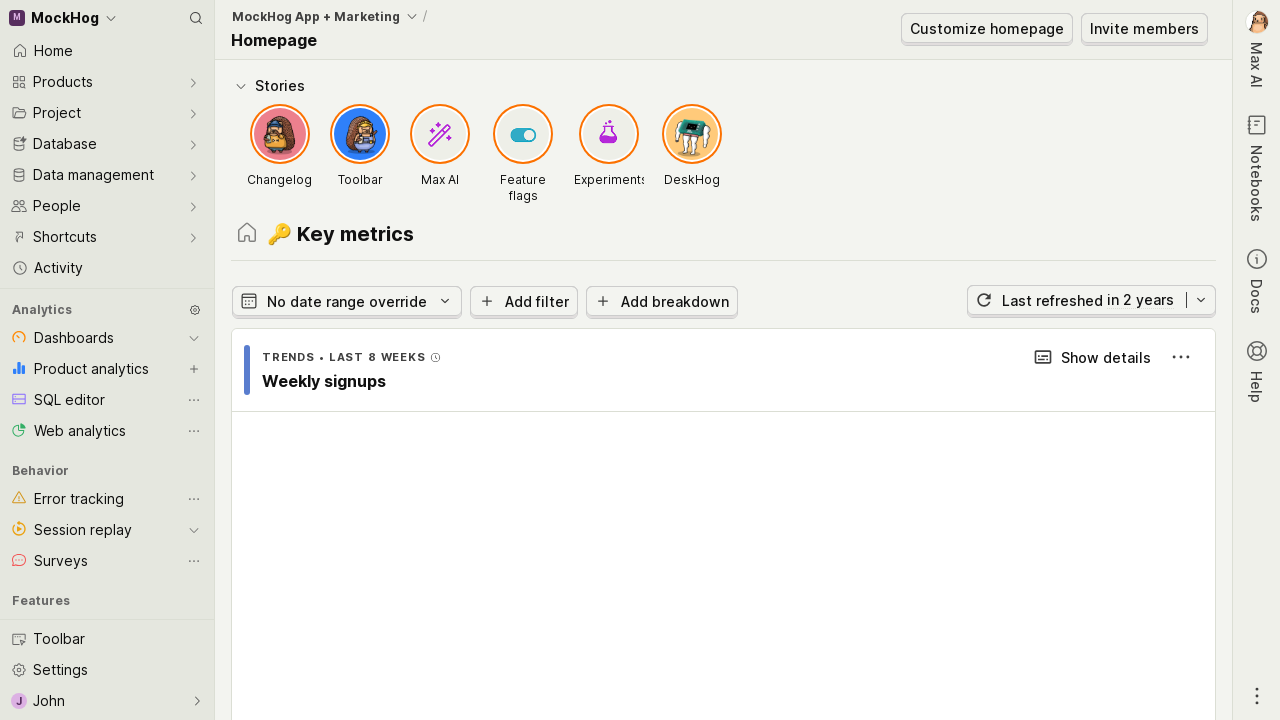 M MockHog
Home
Products
Project
Database
Data management
People
Shortcuts
Activity
Analytics
Dashboards
Product analytics
SQL editor
Web analytics
Behavior
Error tracking
Session replay
Surveys
Features
Toolbar
Settings
J John
MockHog App + Marketing /
Homepage
Customize homepage
Invite members
Stories
Changelog
Toolbar
Max AI
Feature
flags
Experiments
DeskHog
🔑 Key metrics
No date range override
Add filter
Add breakdown
Last refreshed in 2 years
TRENDS • LAST 8 WEEKS
Show details
Weekly signups
Max AI
Notebooks
Docs
Help